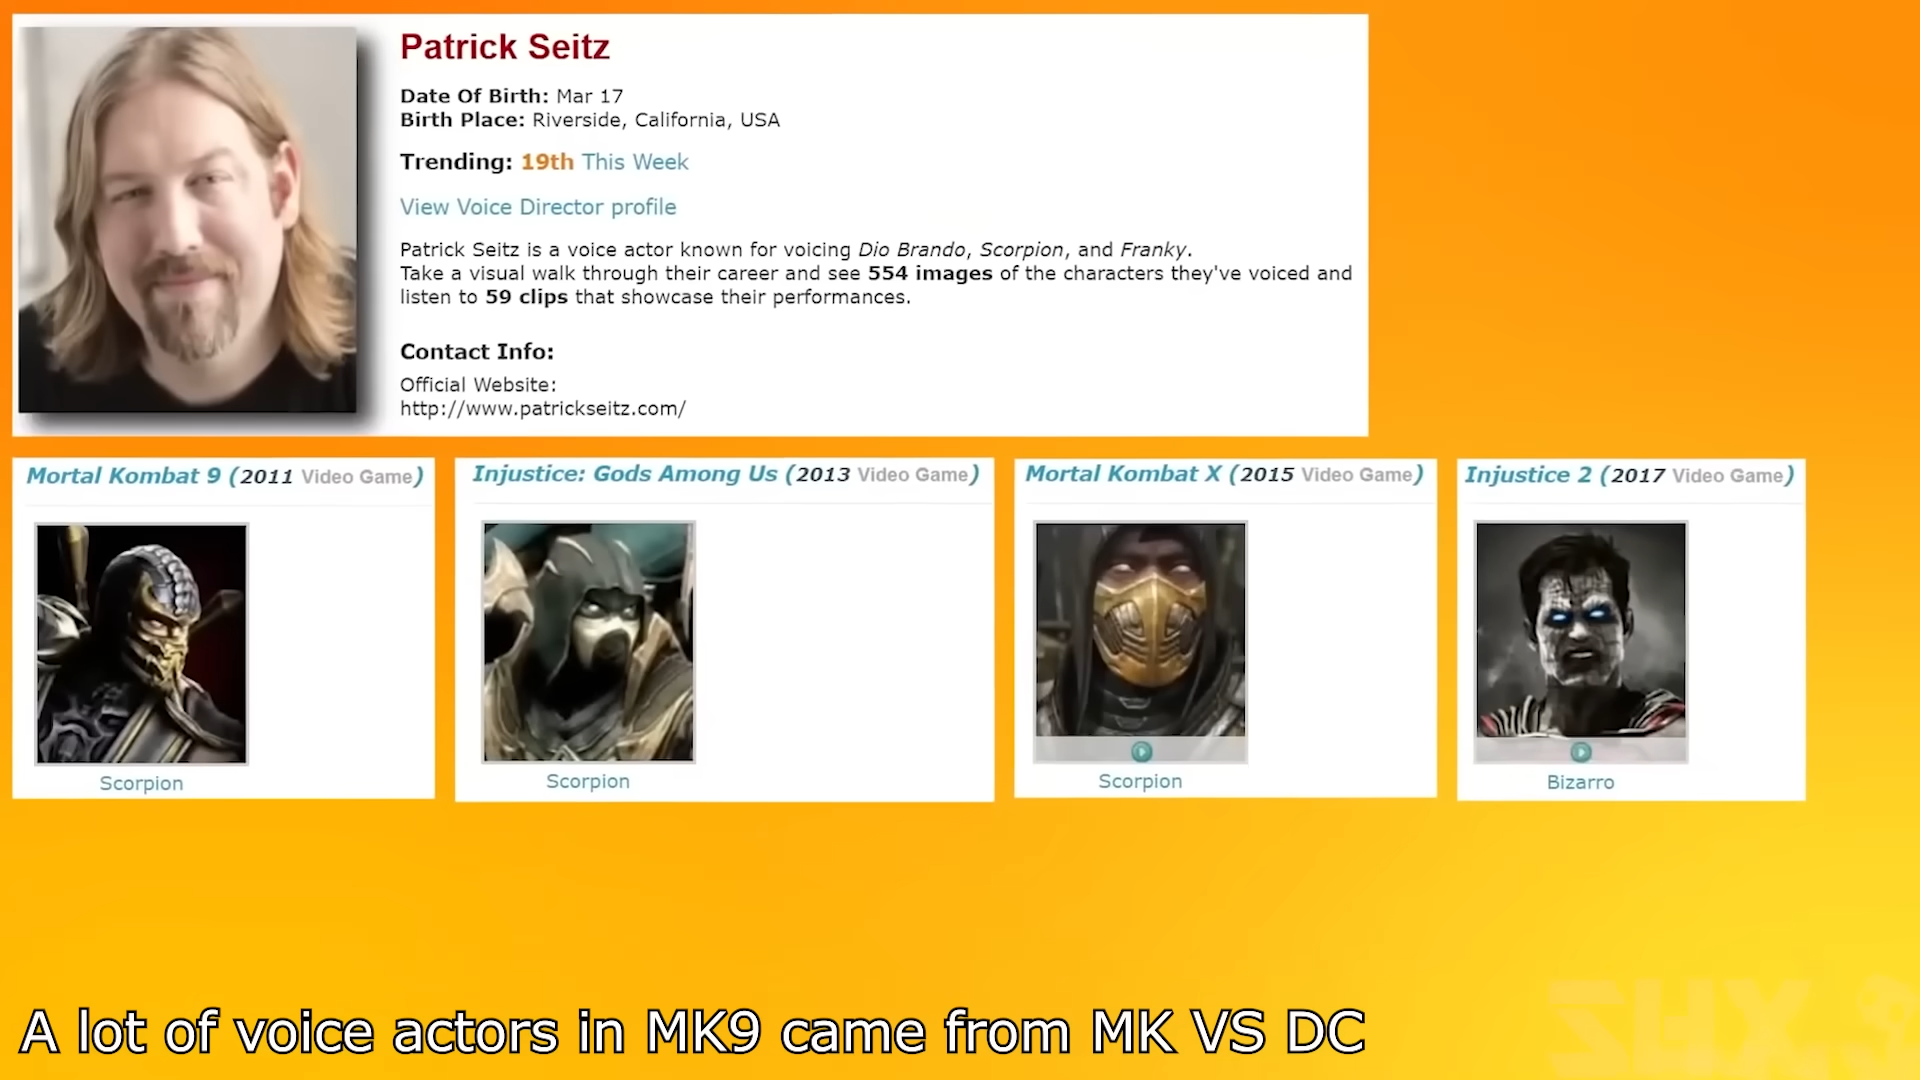 Patrick Seitz
Date Of Birth: Mar 17
Birth Place: Riverside, California, USA
Trending: 19th This Week
View Voice Director profile
Patrick Seitz is a voice actor known for voicing Dio Brando, Scorpion, and Franky.
Take a visual walk through their career and see 554 images of the characters they've voiced and
listen to 59 clips that showcase their performances.
Contact Info:
Official Website:
http://www.patrickseitz.com/
Mortal Kombat 9 (2011 Video Game)
Scorpion
Injustice: Gods Among Us (2013 Video Game)
Scorpion
Mortal Kombat X (2015 Video Game)
Scorpion
Injustice 2 (2017 Video Game)
Bizarro
A lot of voice actors in MK9 came from MK VS DC